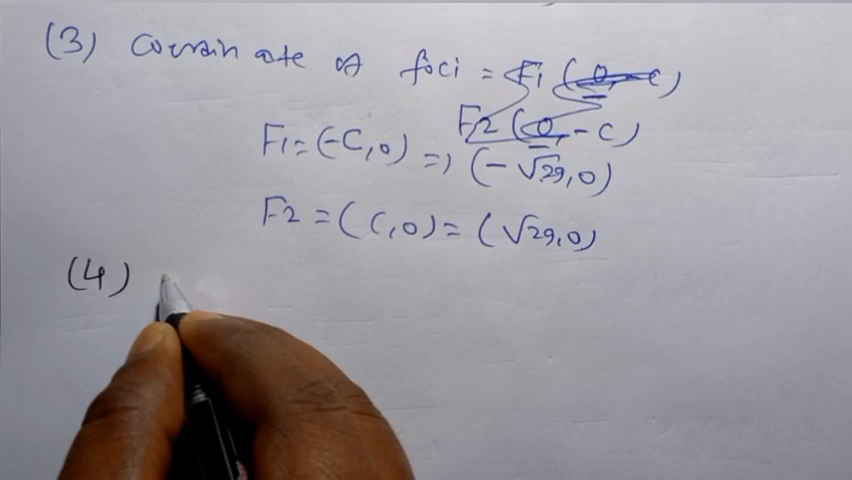 (3) Coordinate of foci = F1 (0, c)
F2 (0, -c)
F1 = (-C, 0) => (-√29, 0)
F2 = (C, 0) = (√29, 0)
(4)